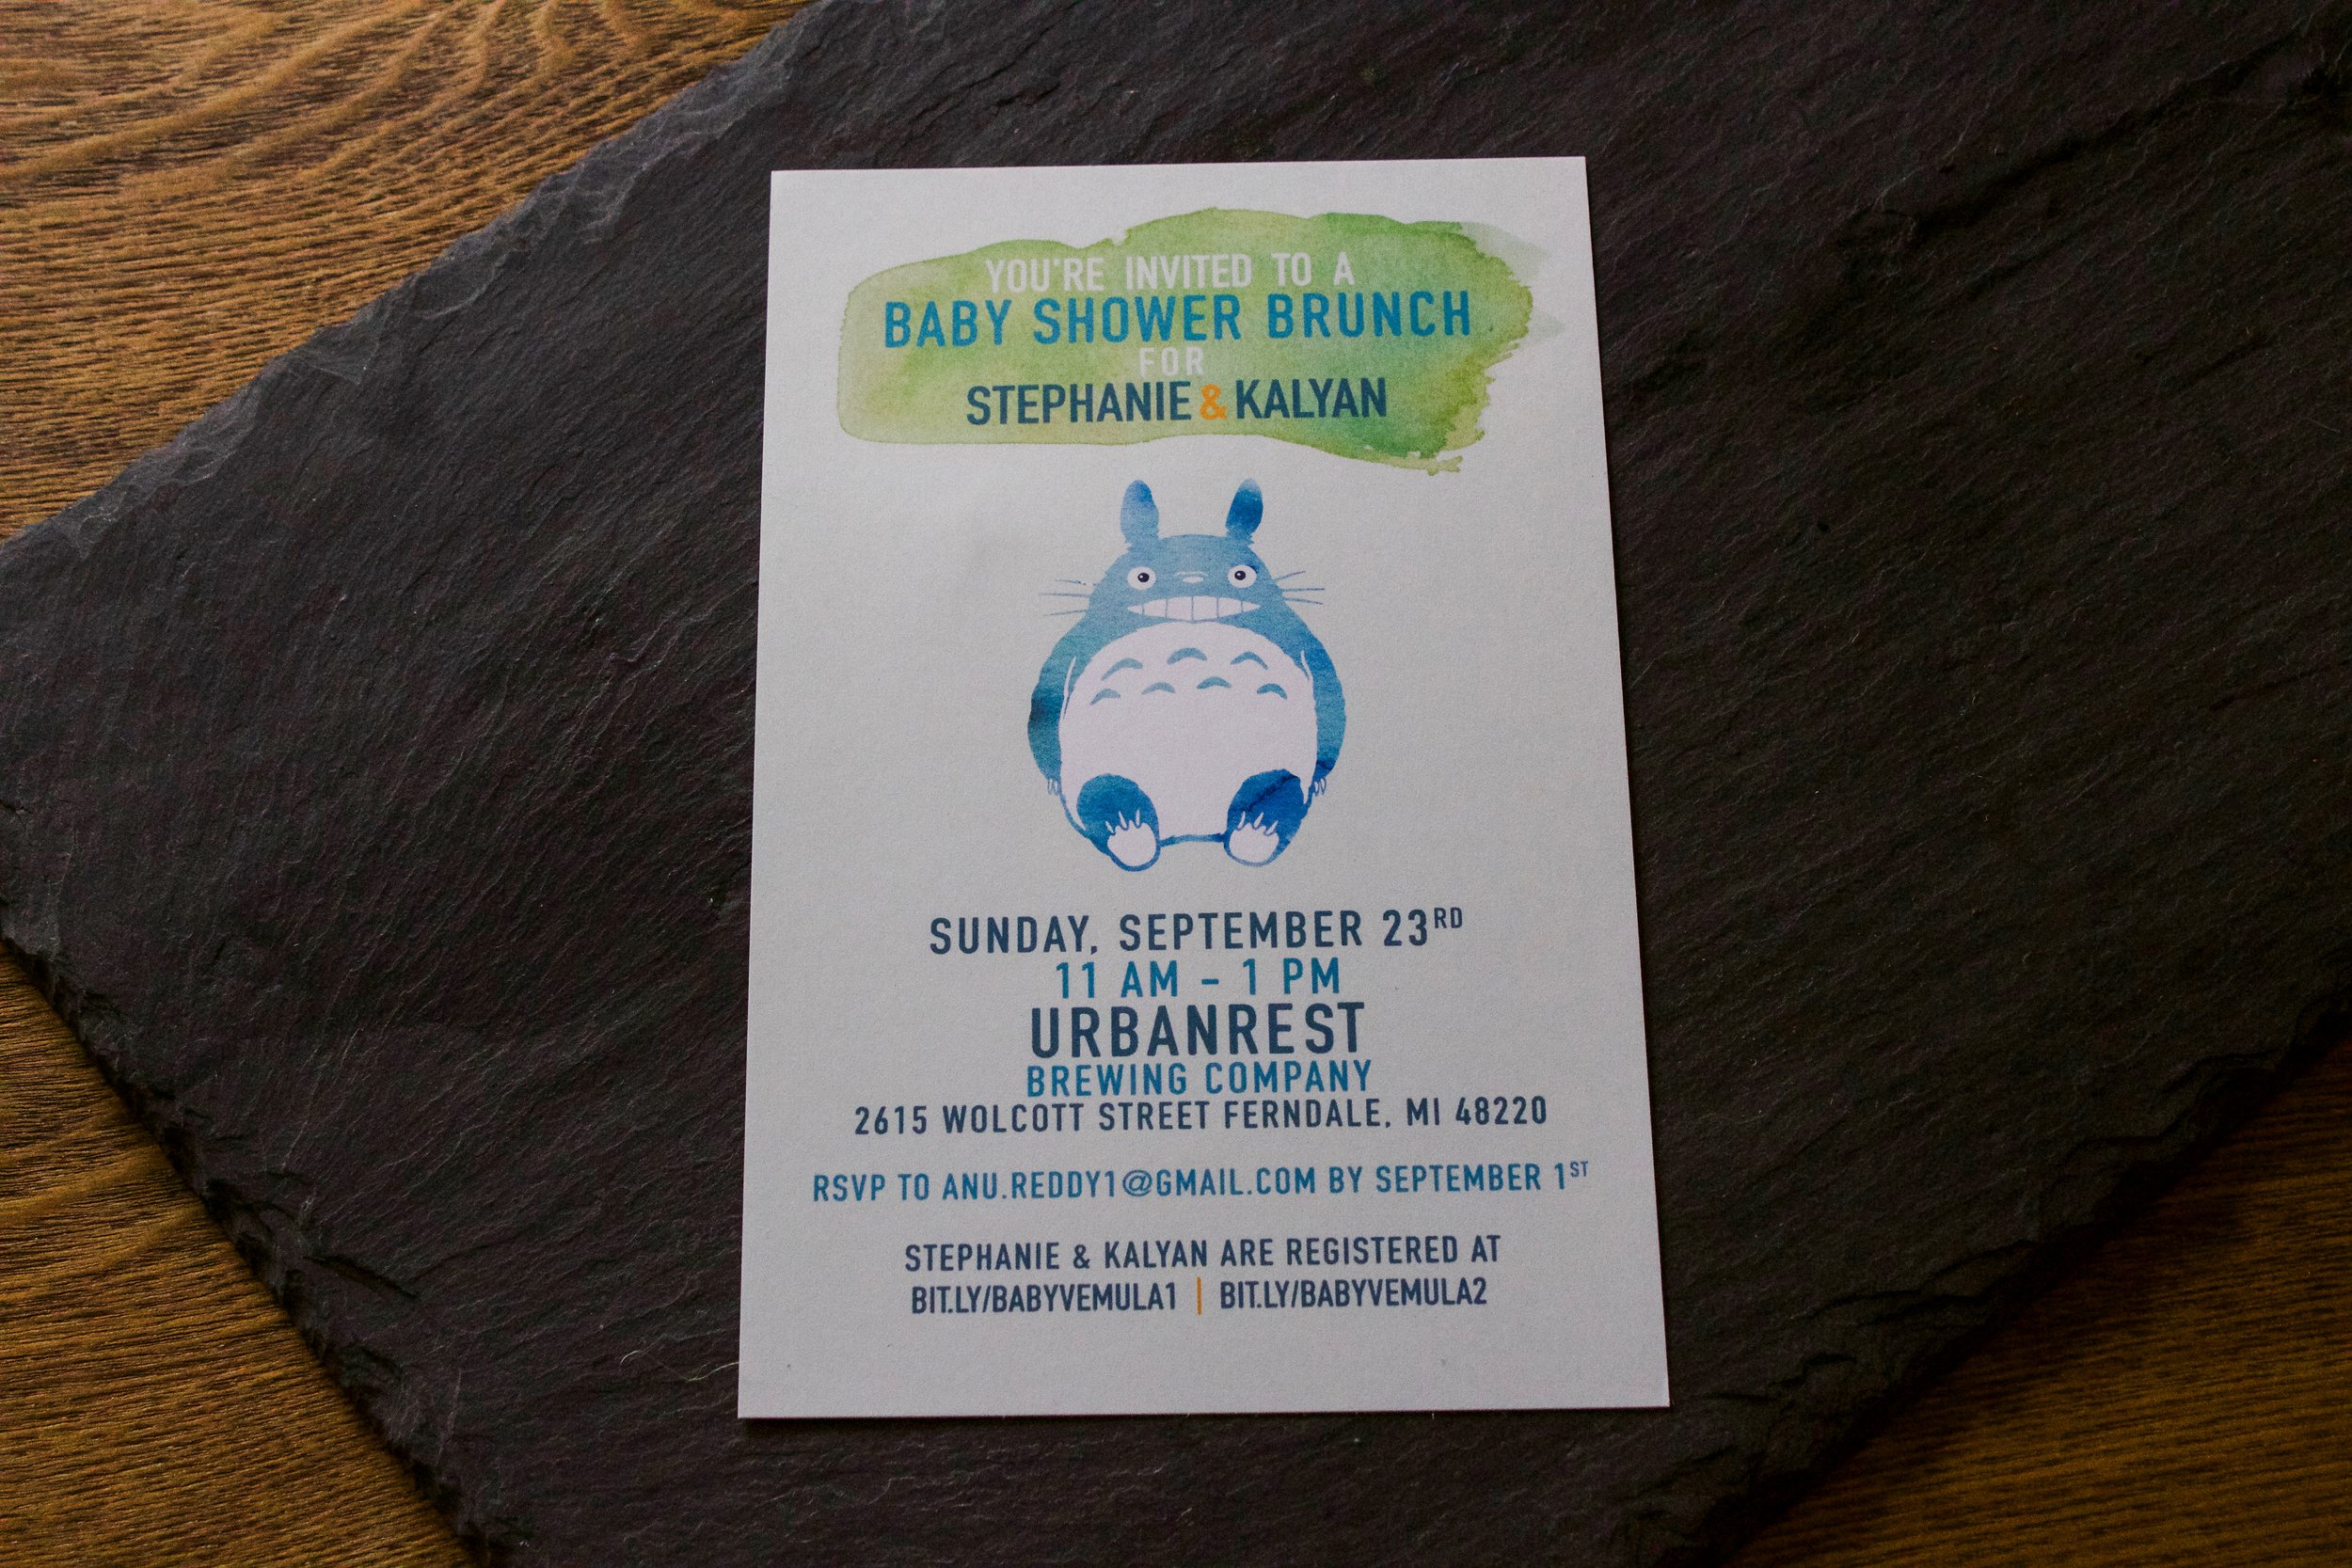 YOU'RE INVITED TO A
BABY SHOWER BRUNCH
FOR
STEPHANIE & KALYAN
SUNDAY, SEPTEMBER 23RD
11 AM - 1 PM
URBANREST
BREWING COMPANY
2615 WOLCOTT STREET FERNDALE, MI 48220
RSVP TO ANU.REDDY1@GMAIL.COM BY SEPTEMBER 1ST
STEPHANIE & KALYAN ARE REGISTERED AT
BIT.LY/BABYVEMULA1 | BIT.LY/BABYVEMULA2